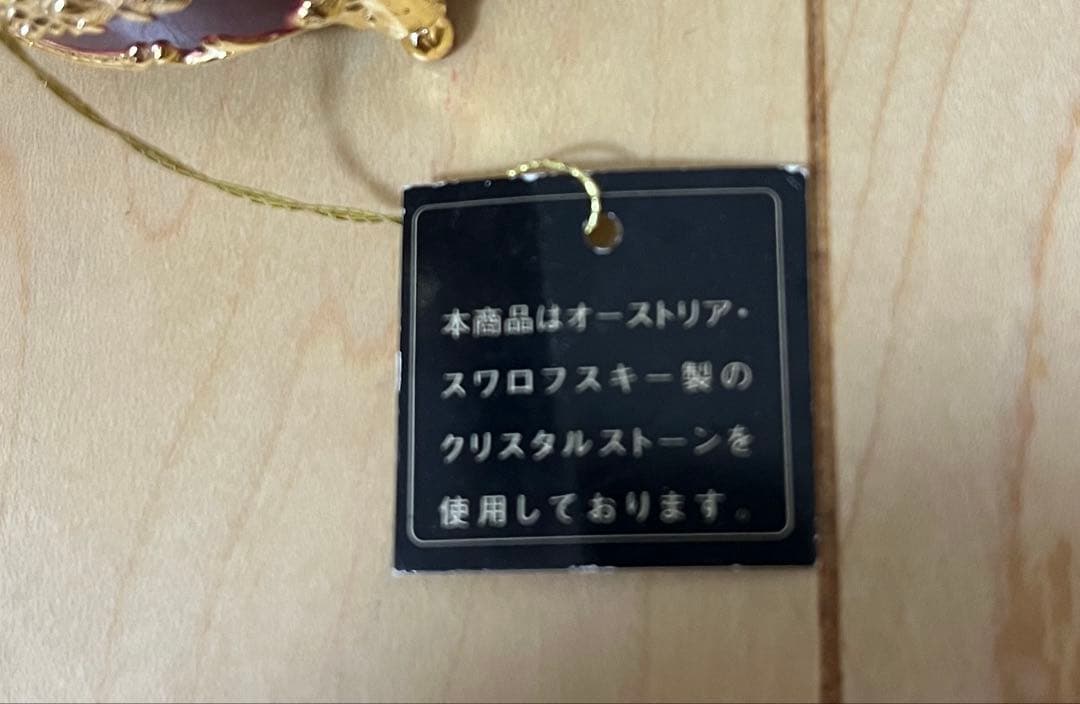 本商品はオーストリア・
スワロフスキー製の
クリスタルストーンを
使用しております。